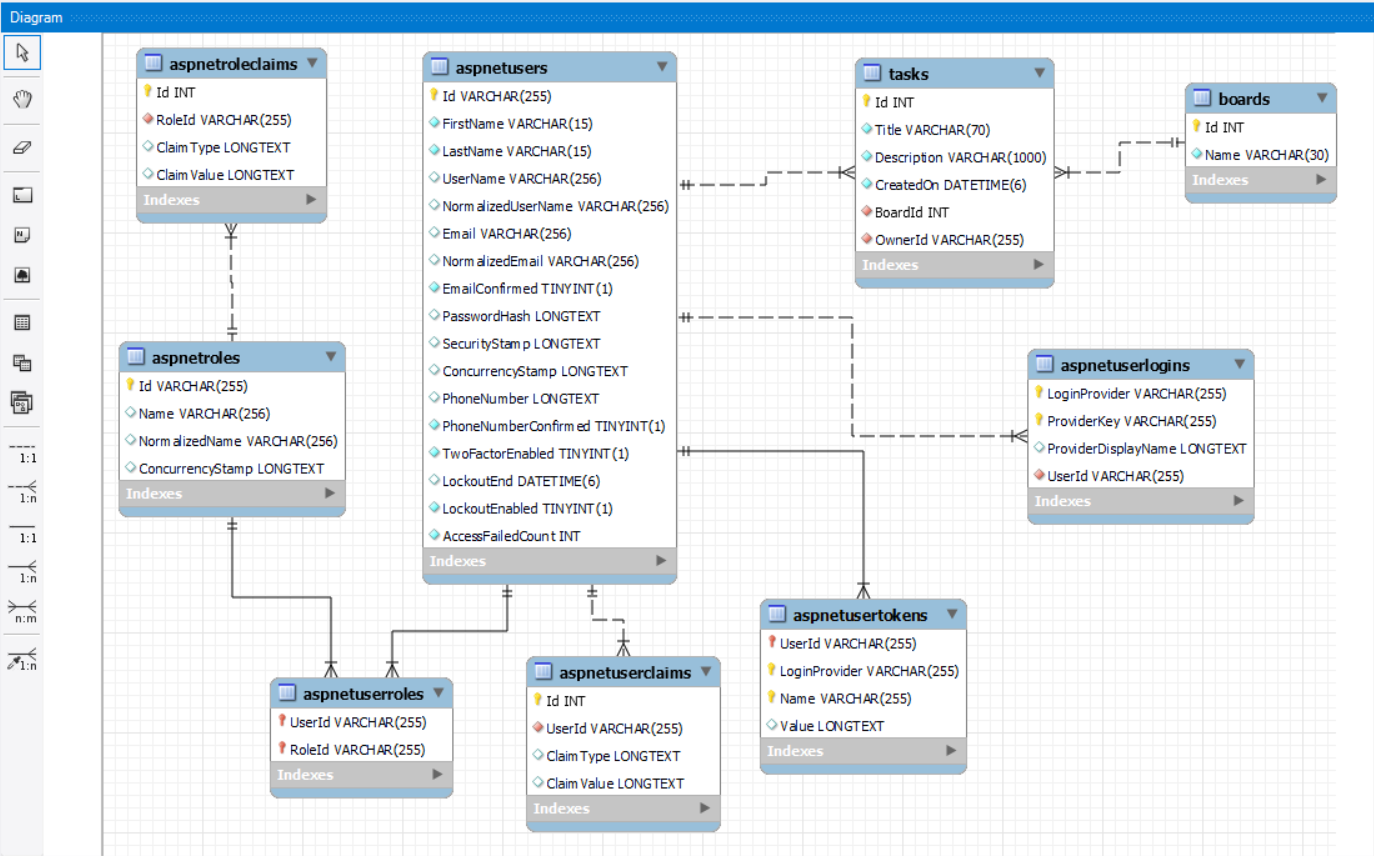 Diagram
aspnetroleclaims
Id INT
RoleId VARCHAR(255)
ClaimType LONGTEXT
ClaimValue LONGTEXT
Indexes
aspnetusers
Id VARCHAR(255)
FirstName VARCHAR(15)
LastName VARCHAR(15)
UserName VARCHAR(256)
NormalizedUserName VARCHAR(256)
Email VARCHAR(256)
NormalizedEmail VARCHAR(256)
EmailConfirmed TINYINT(1)
PasswordHash LONGTEXT
SecurityStamp LONGTEXT
ConcurrencyStamp LONGTEXT
PhoneNumber LONGTEXT
PhoneNumberConfirmed TINYINT(1)
TwoFactorEnabled TINYINT(1)
LockoutEnd DATETIME(6)
LockoutEnabled TINYINT(1)
AccessFailedCount INT
Indexes
tasks
Id INT
Title VARCHAR(70)
Description VARCHAR(1000)
CreatedOn DATETIME(6)
BoardId INT
OwnerId VARCHAR(255)
Indexes
boards
Id INT
Name VARCHAR(30)
Indexes
aspnetroles
Id VARCHAR(255)
Name VARCHAR(256)
NormalizedName VARCHAR(256)
ConcurrencyStamp LONGTEXT
Indexes
aspnetuserlogins
LoginProvider VARCHAR(255)
ProviderKey VARCHAR(255)
ProviderDisplayName LONGTEXT
UserId VARCHAR(255)
Indexes
aspnetuserroles
UserId VARCHAR(255)
RoleId VARCHAR(255)
Indexes
aspnetuserclaims
Id INT
UserId VARCHAR(255)
ClaimType LONGTEXT
ClaimValue LONGTEXT
Indexes
aspnetusertokens
UserId VARCHAR(255)
LoginProvider VARCHAR(255)
Name VARCHAR(255)
Value LONGTEXT
Indexes
1:1
1:n
1:1
1:n
n:m
1:n